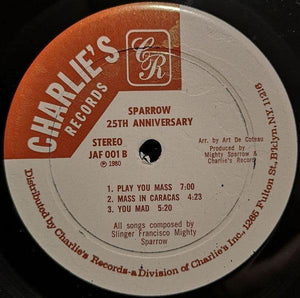 CHARLIE'S
RECORDS
CR
SPARROW
25TH ANNIVERSARY
STEREO
JAF 001 B
℗ 1980
Arr. by Art De Coteau
Produced by
Mighty Sparrow
& Charlie's Record
1. PLAY YOU MASS 7:00
2. MASS IN CARACAS 4:23
3. YOU MAD 5:20
All songs composed by
Slinger Francisco Mighty
Sparrow
Distributed by Charlie's Records-a Division of Charlie's Inc., 1265 Fulton St, B'klyn, NY. 11216